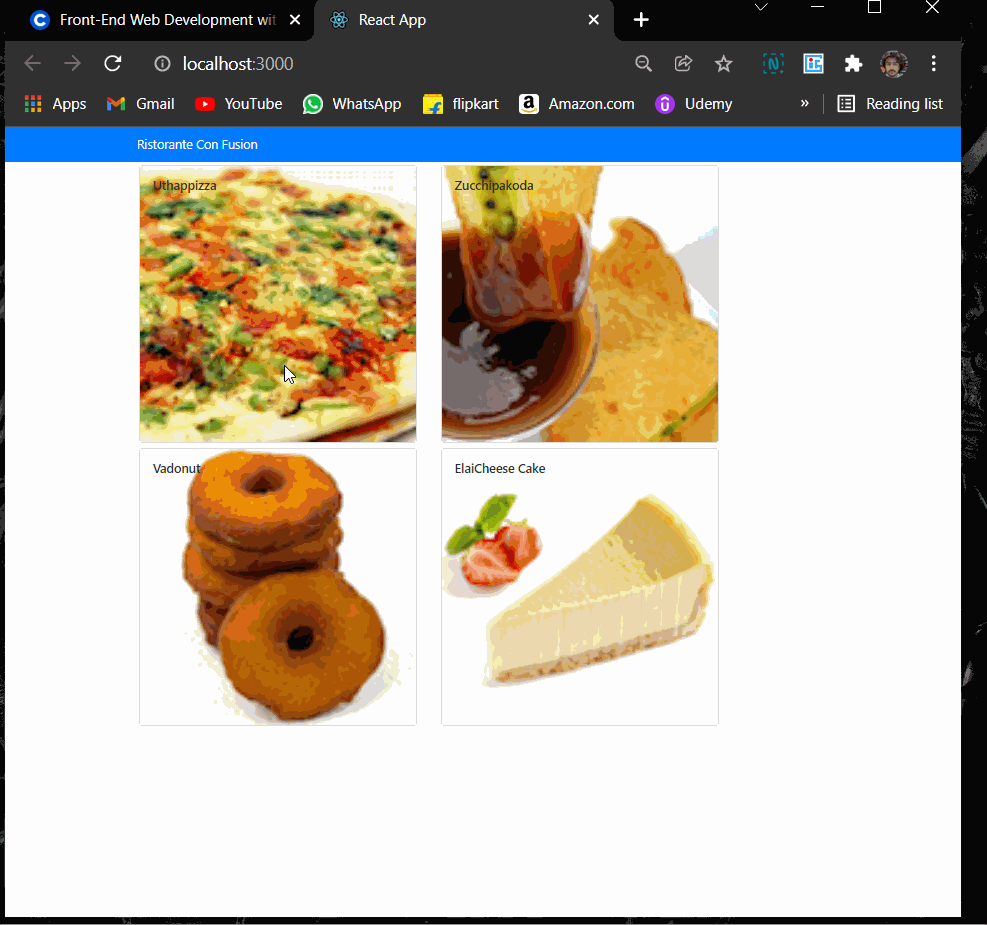 Front-End Web Development wit
React App
localhost:3000
Apps
Gmail
YouTube
WhatsApp
flipkart
Amazon.com
Udemy
»
Reading list
Ristorante Con Fusion
Uthappizza
Zucchipakoda
Vadonut
ElaiCheese Cake